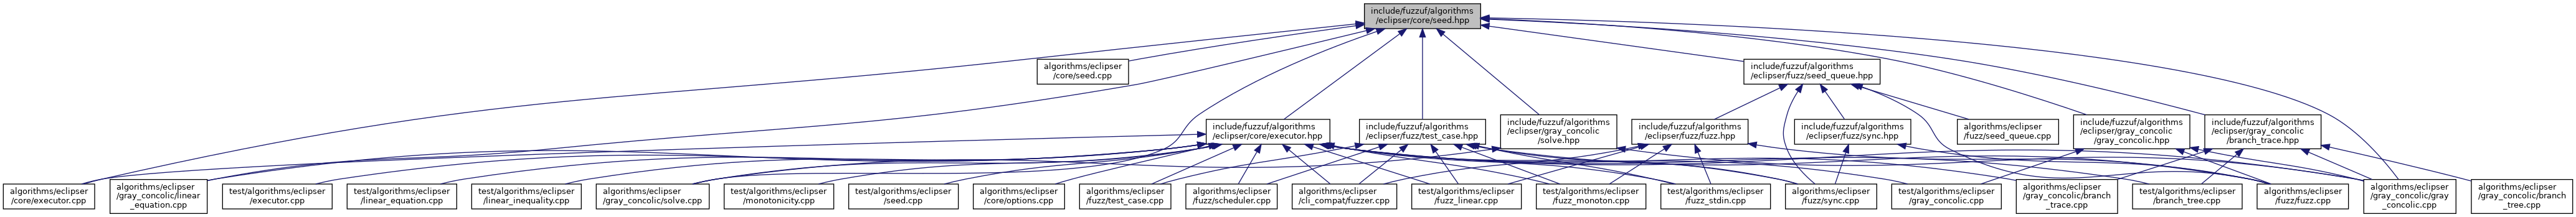 include/fuzzuf/algorithms
/eclipser/core/seed.hpp
algorithms/eclipser
/core/seed.cpp
include/fuzzuf/algorithms
/eclipser/fuzz/seed_queue.hpp
include/fuzzuf/algorithms
/eclipser/core/executor.hpp
include/fuzzuf/algorithms
/eclipser/fuzz/test_case.hpp
include/fuzzuf/algorithms
/eclipser/gray_concolic
/solve.hpp
include/fuzzuf/algorithms
/eclipser/fuzz/fuzz.hpp
include/fuzzuf/algorithms
/eclipser/fuzz/sync.hpp
algorithms/eclipser
/fuzz/seed_queue.cpp
include/fuzzuf/algorithms
/eclipser/gray_concolic
/gray_concolic.hpp
include/fuzzuf/algorithms
/eclipser/gray_concolic
/branch_trace.hpp
algorithms/eclipser
/core/executor.cpp
algorithms/eclipser
/gray_concolic/linear
_equation.cpp
test/algorithms/eclipser
/executor.cpp
test/algorithms/eclipser
/linear_equation.cpp
test/algorithms/eclipser
/linear_inequality.cpp
algorithms/eclipser
/gray_concolic/solve.cpp
test/algorithms/eclipser
/monotonicity.cpp
test/algorithms/eclipser
/seed.cpp
algorithms/eclipser
/core/options.cpp
algorithms/eclipser
/fuzz/test_case.cpp
algorithms/eclipser
/fuzz/scheduler.cpp
algorithms/eclipser
/cli_compat/fuzzer.cpp
test/algorithms/eclipser
/fuzz_linear.cpp
test/algorithms/eclipser
/fuzz_monoton.cpp
test/algorithms/eclipser
/fuzz_stdin.cpp
algorithms/eclipser
/fuzz/sync.cpp
test/algorithms/eclipser
/gray_concolic.cpp
algorithms/eclipser
/gray_concolic/branch
_trace.cpp
test/algorithms/eclipser
/branch_tree.cpp
algorithms/eclipser
/fuzz/fuzz.cpp
algorithms/eclipser
/gray_concolic/gray
_concolic.cpp
algorithms/eclipser
/gray_concolic/branch
_tree.cpp